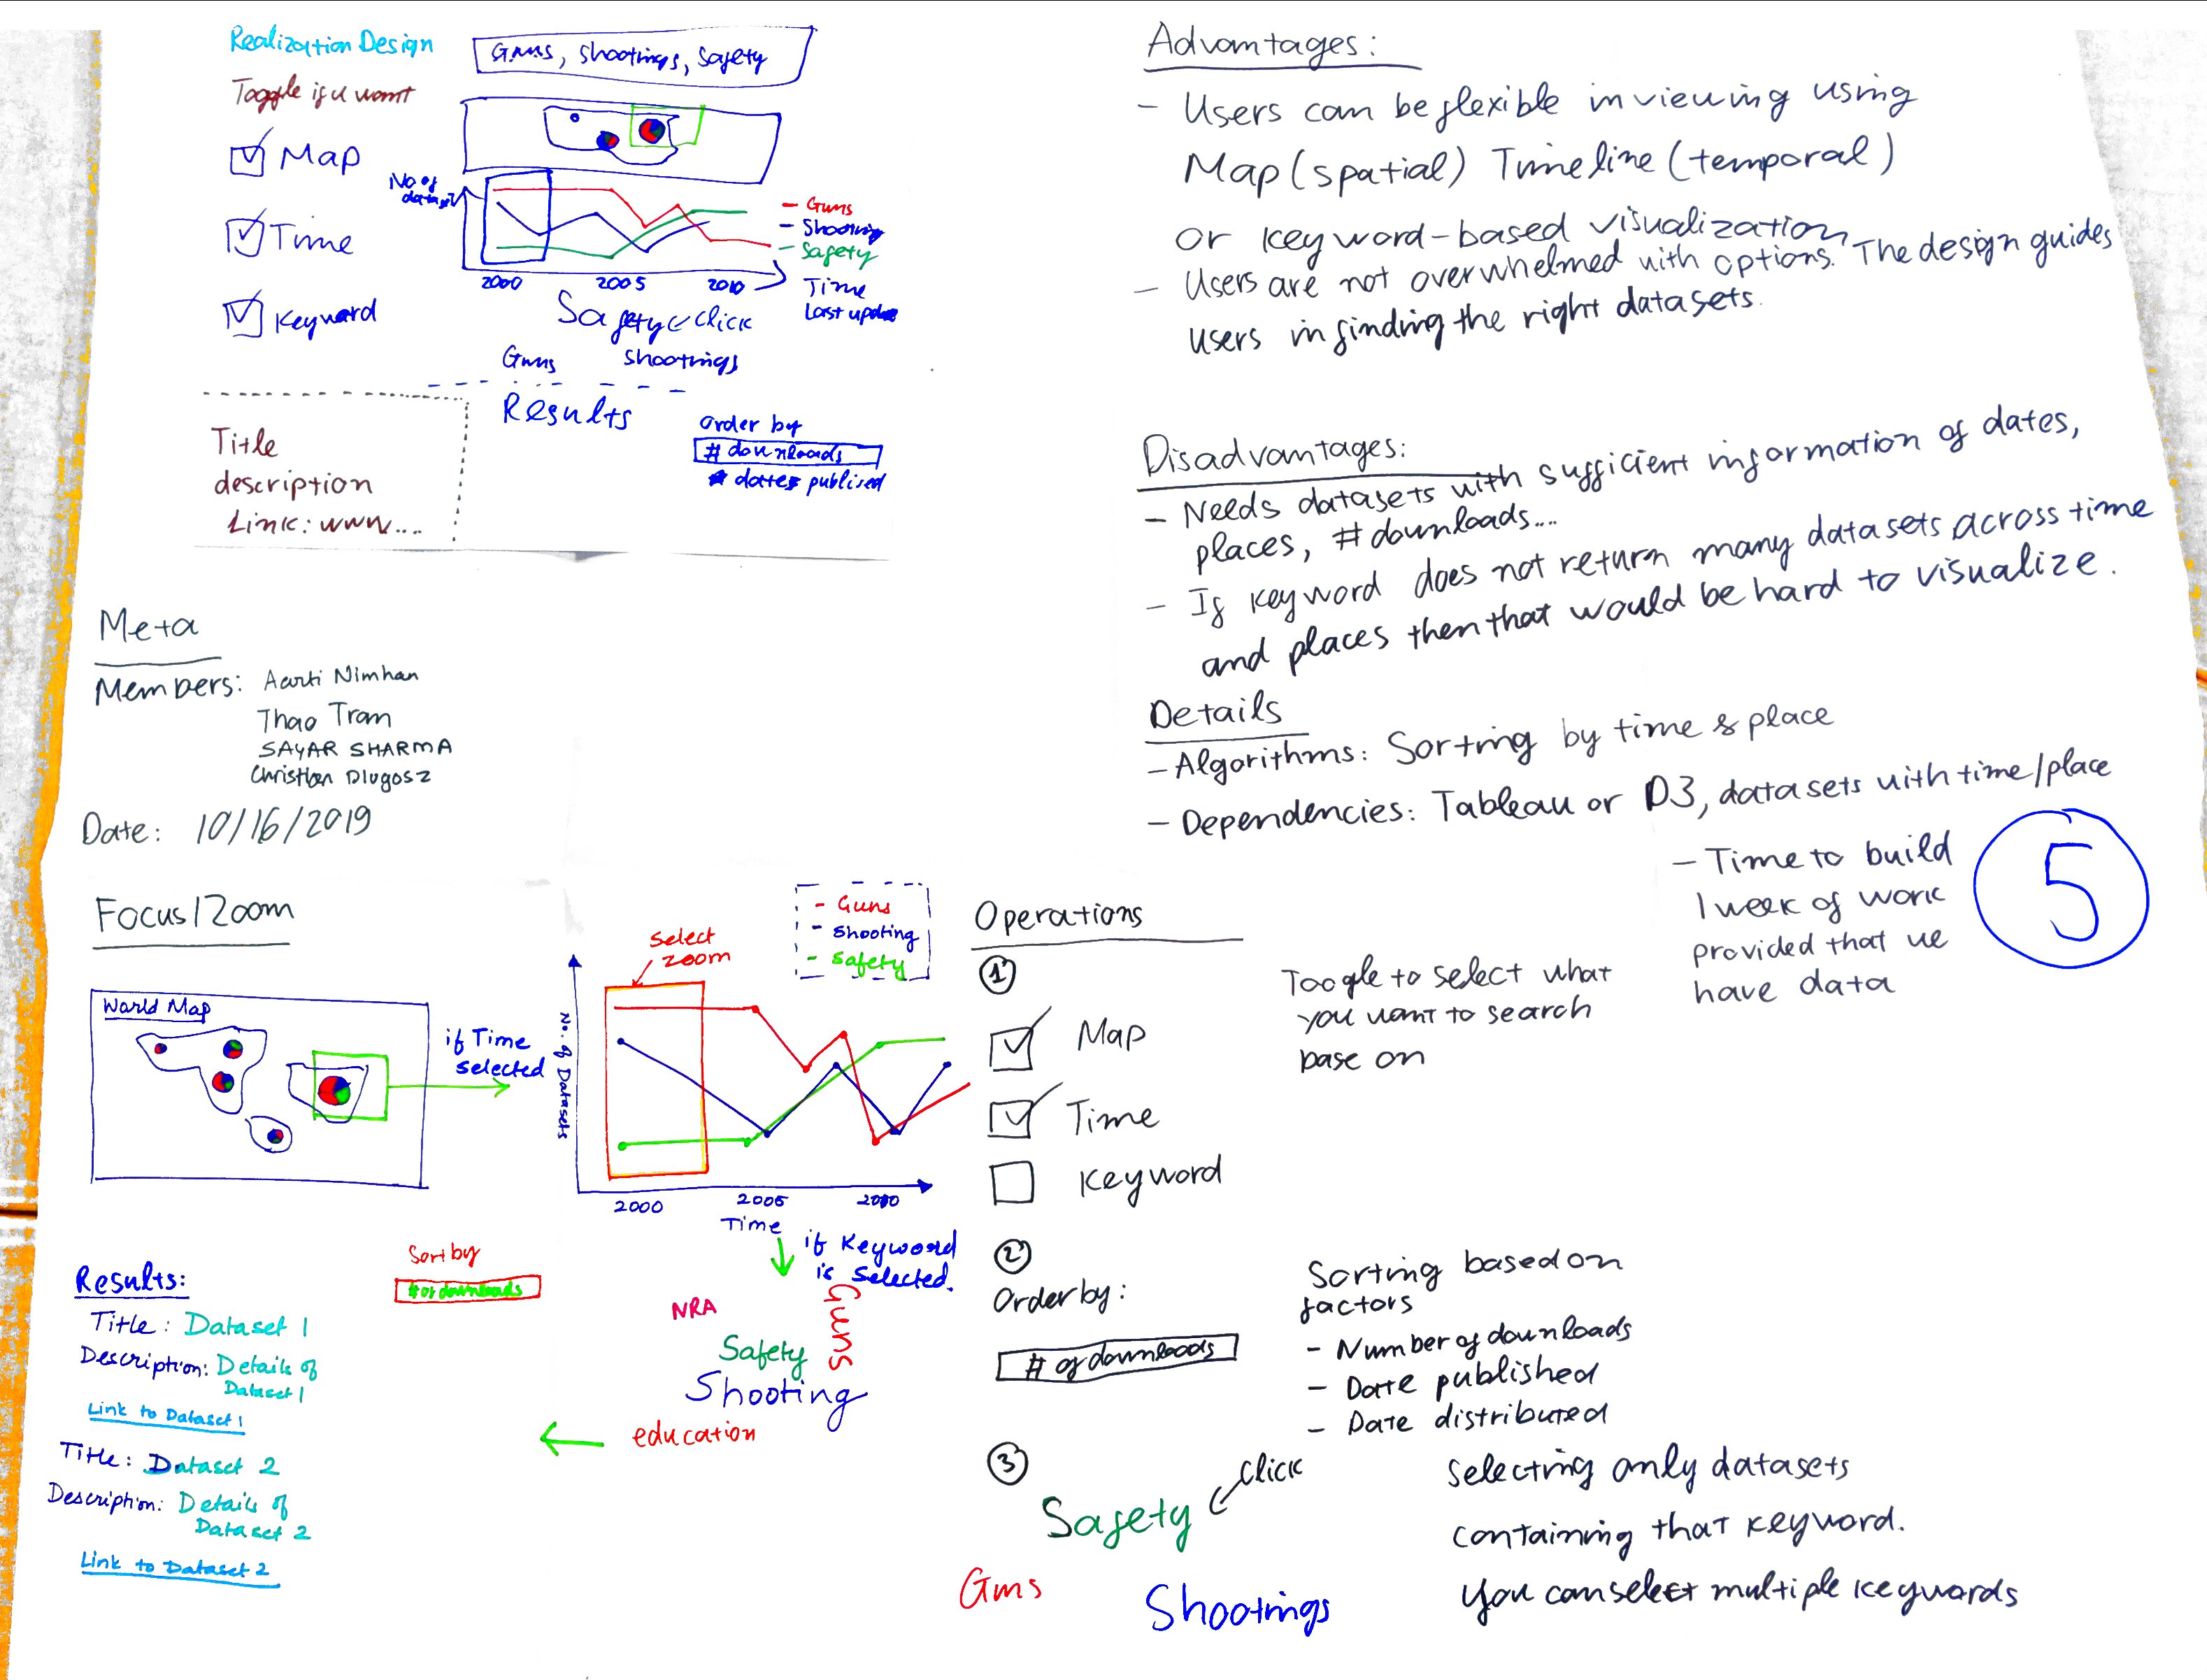 Realization Design
Toggle if u want
Map
Time
Keyword
Guns, Shootings, Safety
No of
dataset
Guns
Shooting
Safety
2000 2005 2010
Time
Last update
Safety Click
Guns Shootings
Results
Order by
# downloads
dates publised
Title
description
Link: www....
Meta
Members: Aarti Nimhan
Thao Tran
SAYAR SHARMA
Christian Dlugosz
Date: 10/16/2019
Advantages:
- Users can be flexible in viewing using
Map (spatial) Timeline (temporal)
or keyword-based visualization
- Users are not overwhelmed with options. The design guides
users in finding the right datasets.
Disadvantages:
- Needs datasets with sufficient information of dates,
places, # downloads...
- If keyword does not return many datasets across time
and places then that would be hard to visualize.
Details
- Algorithms: Sorting by time & place
- Dependencies: Tableau or D3, datasets with time/place
- Time to build
1 week of work
provided that we
have data
5
Focus/Zoom
World Map
if Time
selected
select
zoom
- Guns
- Shooting
- Safety
No. of Datasets
2000 2005 2010
Time
if Keyword
is selected.
NRA
Safety
Guns
Shooting
education
Sort by
# of downloads
Results:
Title: Dataset 1
Description: Details of
Dataset 1
Link to Dataset 1
Title: Dataset 2
Description: Details of
Dataset 2
Link to Dataset 2
Operations
1
Map
Time
Keyword
Toogle to select what
you want to search
base on
2
Order by:
# of downloads
Sorting based on
factors
- Number of downloads
- Date published
- Date distributed
3
Safety Click
Guns Shootings
Selecting only datasets
containing that keyword.
You can select multiple keywords